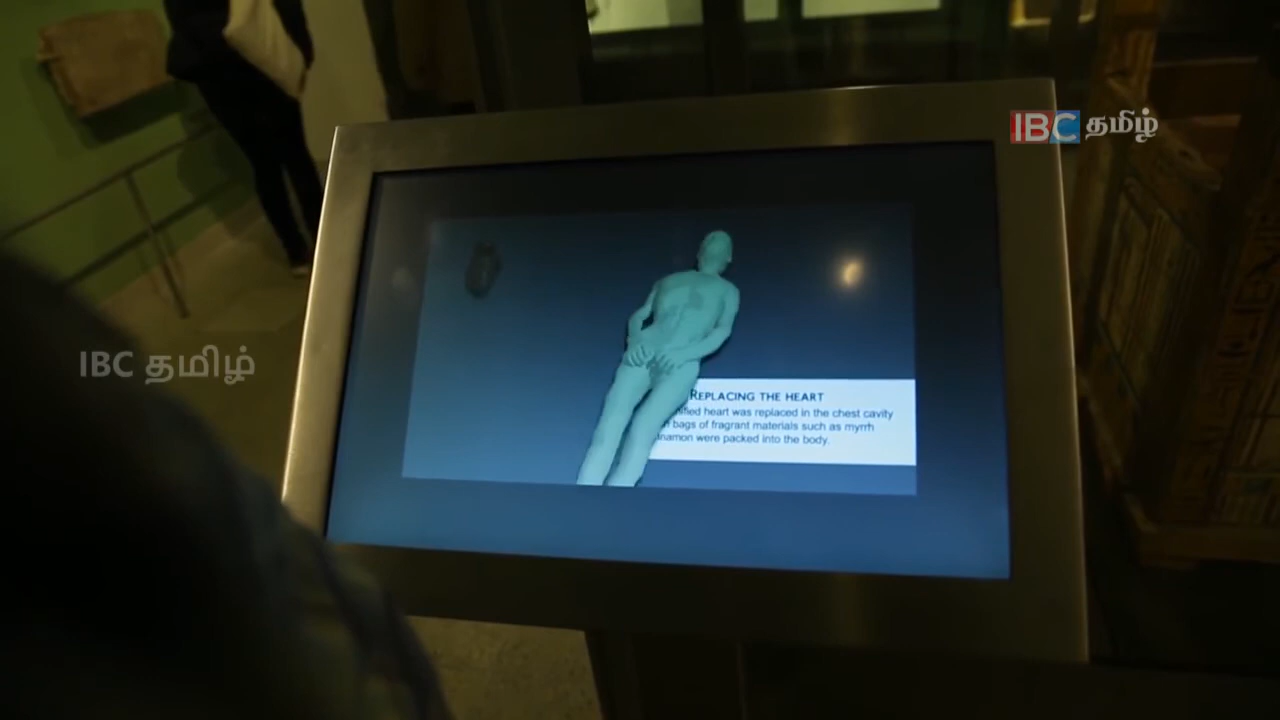 IBC தமிழ்
IBC தமிழ்
REPLACING THE HEART
heart was replaced in the chest cavity
bags of fragrant materials such as myrrh
were packed into the body.